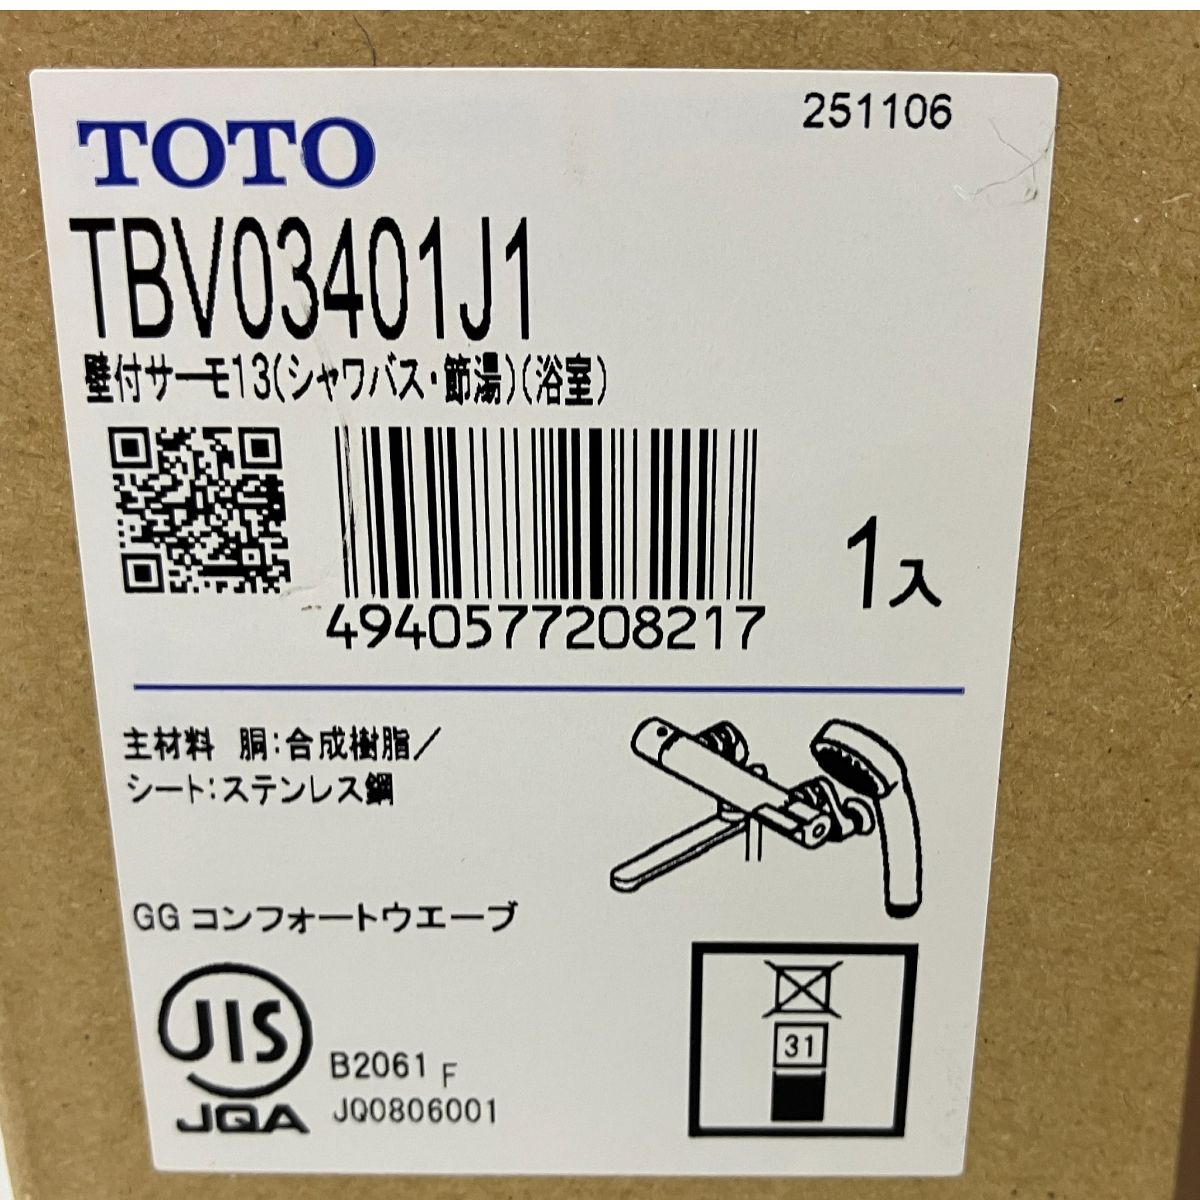 251106
TOTO
TBV03401J1
壁付サーモ13(シャワバス・節湯)(浴室)
4940577208217
1入
主材料 胴:合成樹脂/
シート:ステンレス鋼
GG コンフォートウエーブ
JIS
JQA
B2061 F
JQ0806001
31